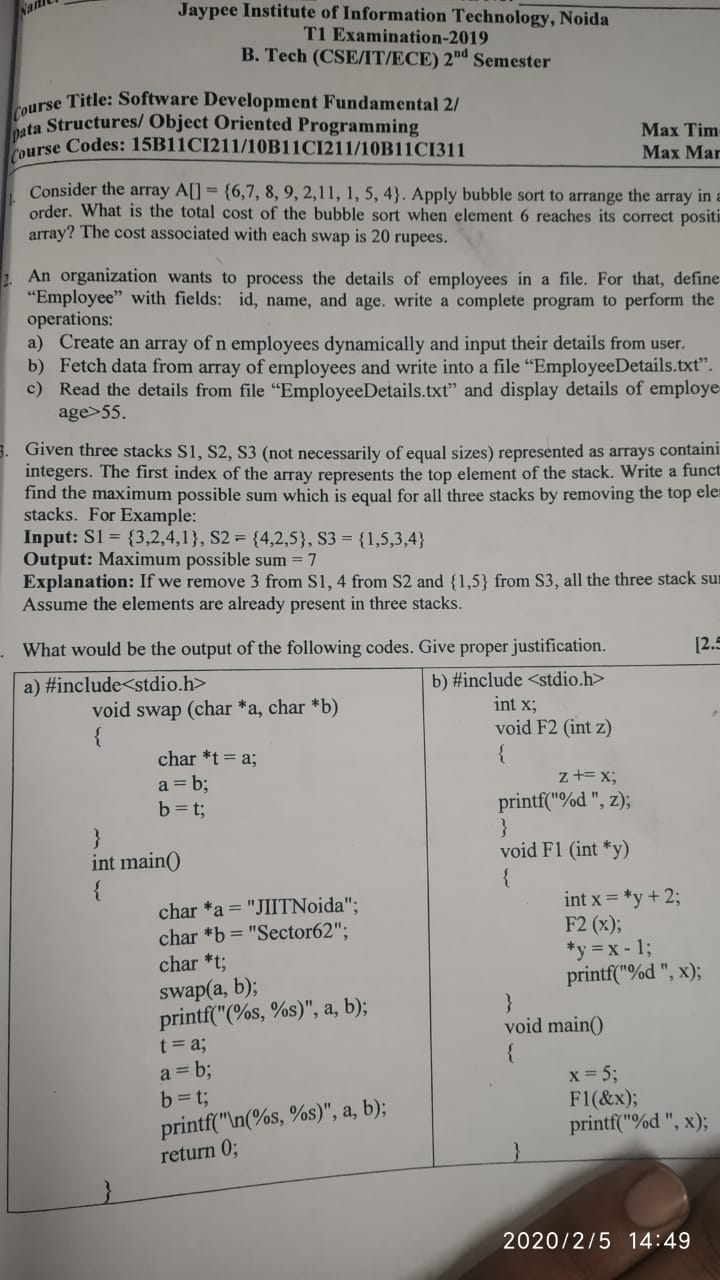 Jaypee Institute of Information Technology, Noida
T1 Examination-2019
B. Tech (CSE/IT/ECE) 2nd Semester
Course Title: Software Development Fundamental 2/
Data Structures/ Object Oriented Programming
Max Tim
Course Codes: 15B11CI211/10B11CI211/10B11CI311
Max Mar
1. Consider the array A[] = {6,7, 8, 9, 2,11, 1, 5, 4}. Apply bubble sort to arrange the array in a
order. What is the total cost of the bubble sort when element 6 reaches its correct positi
array? The cost associated with each swap is 20 rupees.
2. An organization wants to process the details of employees in a file. For that, define
“Employee” with fields: id, name, and age. write a complete program to perform the
operations:
a) Create an array of n employees dynamically and input their details from user.
b) Fetch data from array of employees and write into a file “EmployeeDetails.txt”.
c) Read the details from file “EmployeeDetails.txt” and display details of employe
age>55.
3. Given three stacks S1, S2, S3 (not necessarily of equal sizes) represented as arrays containi
integers. The first index of the array represents the top element of the stack. Write a funct
find the maximum possible sum which is equal for all three stacks by removing the top ele
stacks. For Example:
Input: S1 = {3,2,4,1}, S2 = {4,2,5}, S3 = {1,5,3,4}
Output: Maximum possible sum = 7
Explanation: If we remove 3 from S1, 4 from S2 and {1,5} from S3, all the three stack su
Assume the elements are already present in three stacks.
. What would be the output of the following codes. Give proper justification. [2.5
a) #include<stdio.h>
void swap (char *a, char *b)
{
char *t = a;
a = b;
b = t;
}
int main()
{
char *a = "JIITNoida";
char *b = "Sector62";
char *t;
swap(a, b);
printf("(%s, %s)", a, b);
t = a;
a = b;
b = t;
printf("\n(%s, %s)", a, b);
return 0;
}
b) #include <stdio.h>
int x;
void F2 (int z)
{
z += x;
printf("%d ", z);
}
void F1 (int *y)
{
int x = *y + 2;
F2 (x);
*y = x - 1;
printf("%d ", x);
}
void main()
{
x = 5;
F1(&x);
printf("%d ", x);
}
2020/2/5 14:49